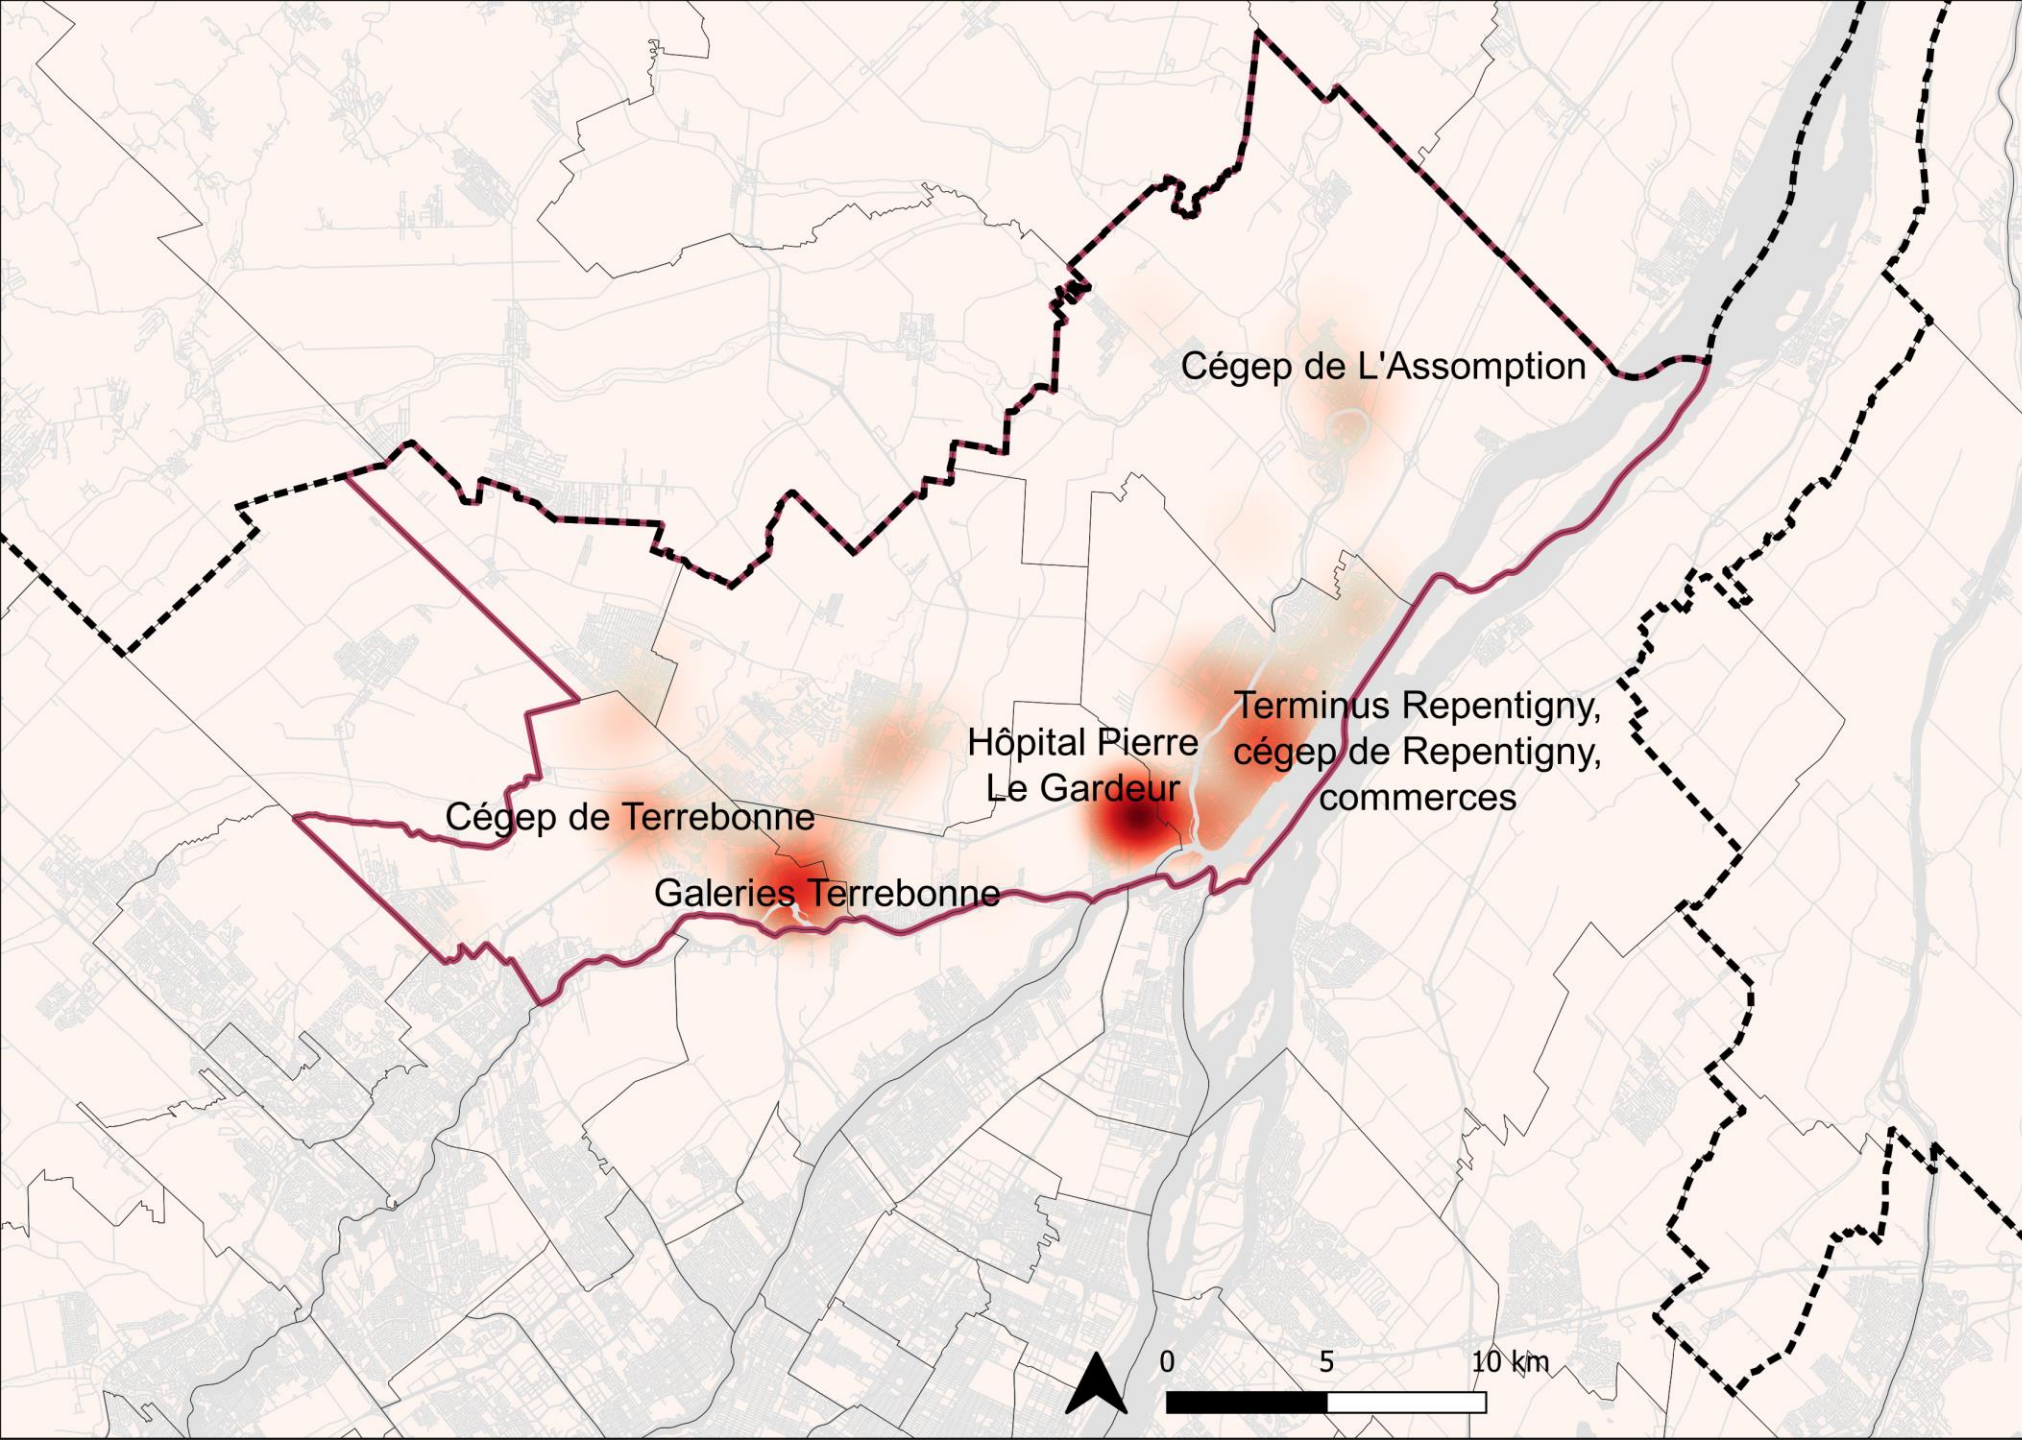 Cégep de L'Assomption
Terminus Repentigny,
cégep de Repentigny,
commerces
Hôpital Pierre
Le Gardeur
Cégep de Terrebonne
Galeries Terrebonne
0 5 10 km